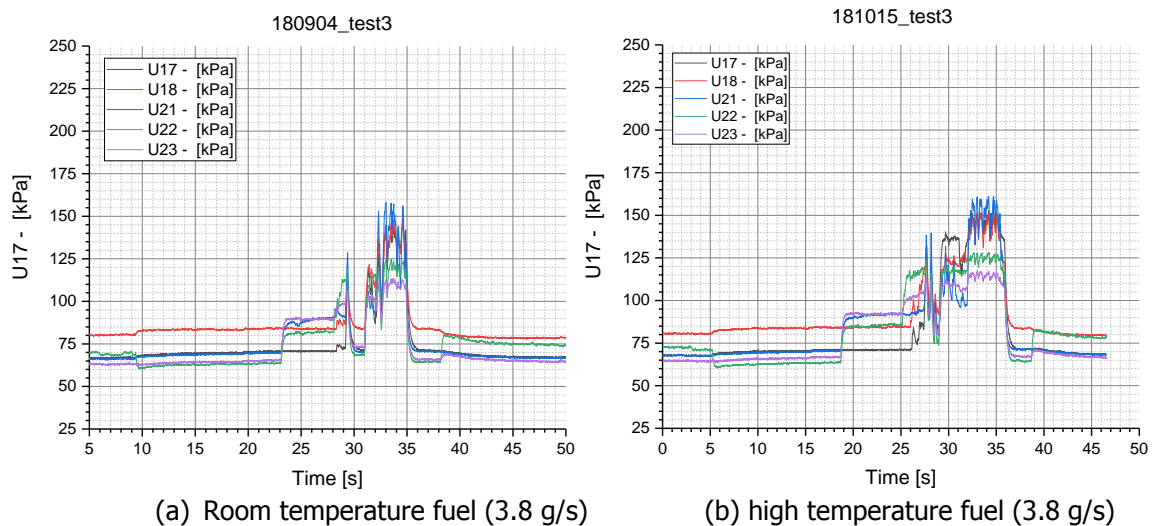 180904_test3
250
225
200
175
150
125
100
75
50
25
U17 - [kPa]
U17 - [kPa]
U18 - [kPa]
U21 - [kPa]
U22 - [kPa]
U23 - [kPa]
5 10 15 20 25 30 35 40 45 50
Time [s]
(a) Room temperature fuel (3.8 g/s)
181015_test3
250
225
200
175
150
125
100
75
50
25
U17 - [kPa]
U17 - [kPa]
U18 - [kPa]
U21 - [kPa]
U22 - [kPa]
U23 - [kPa]
0 5 10 15 20 25 30 35 40 45 50
Time [s]
(b) high temperature fuel (3.8 g/s)